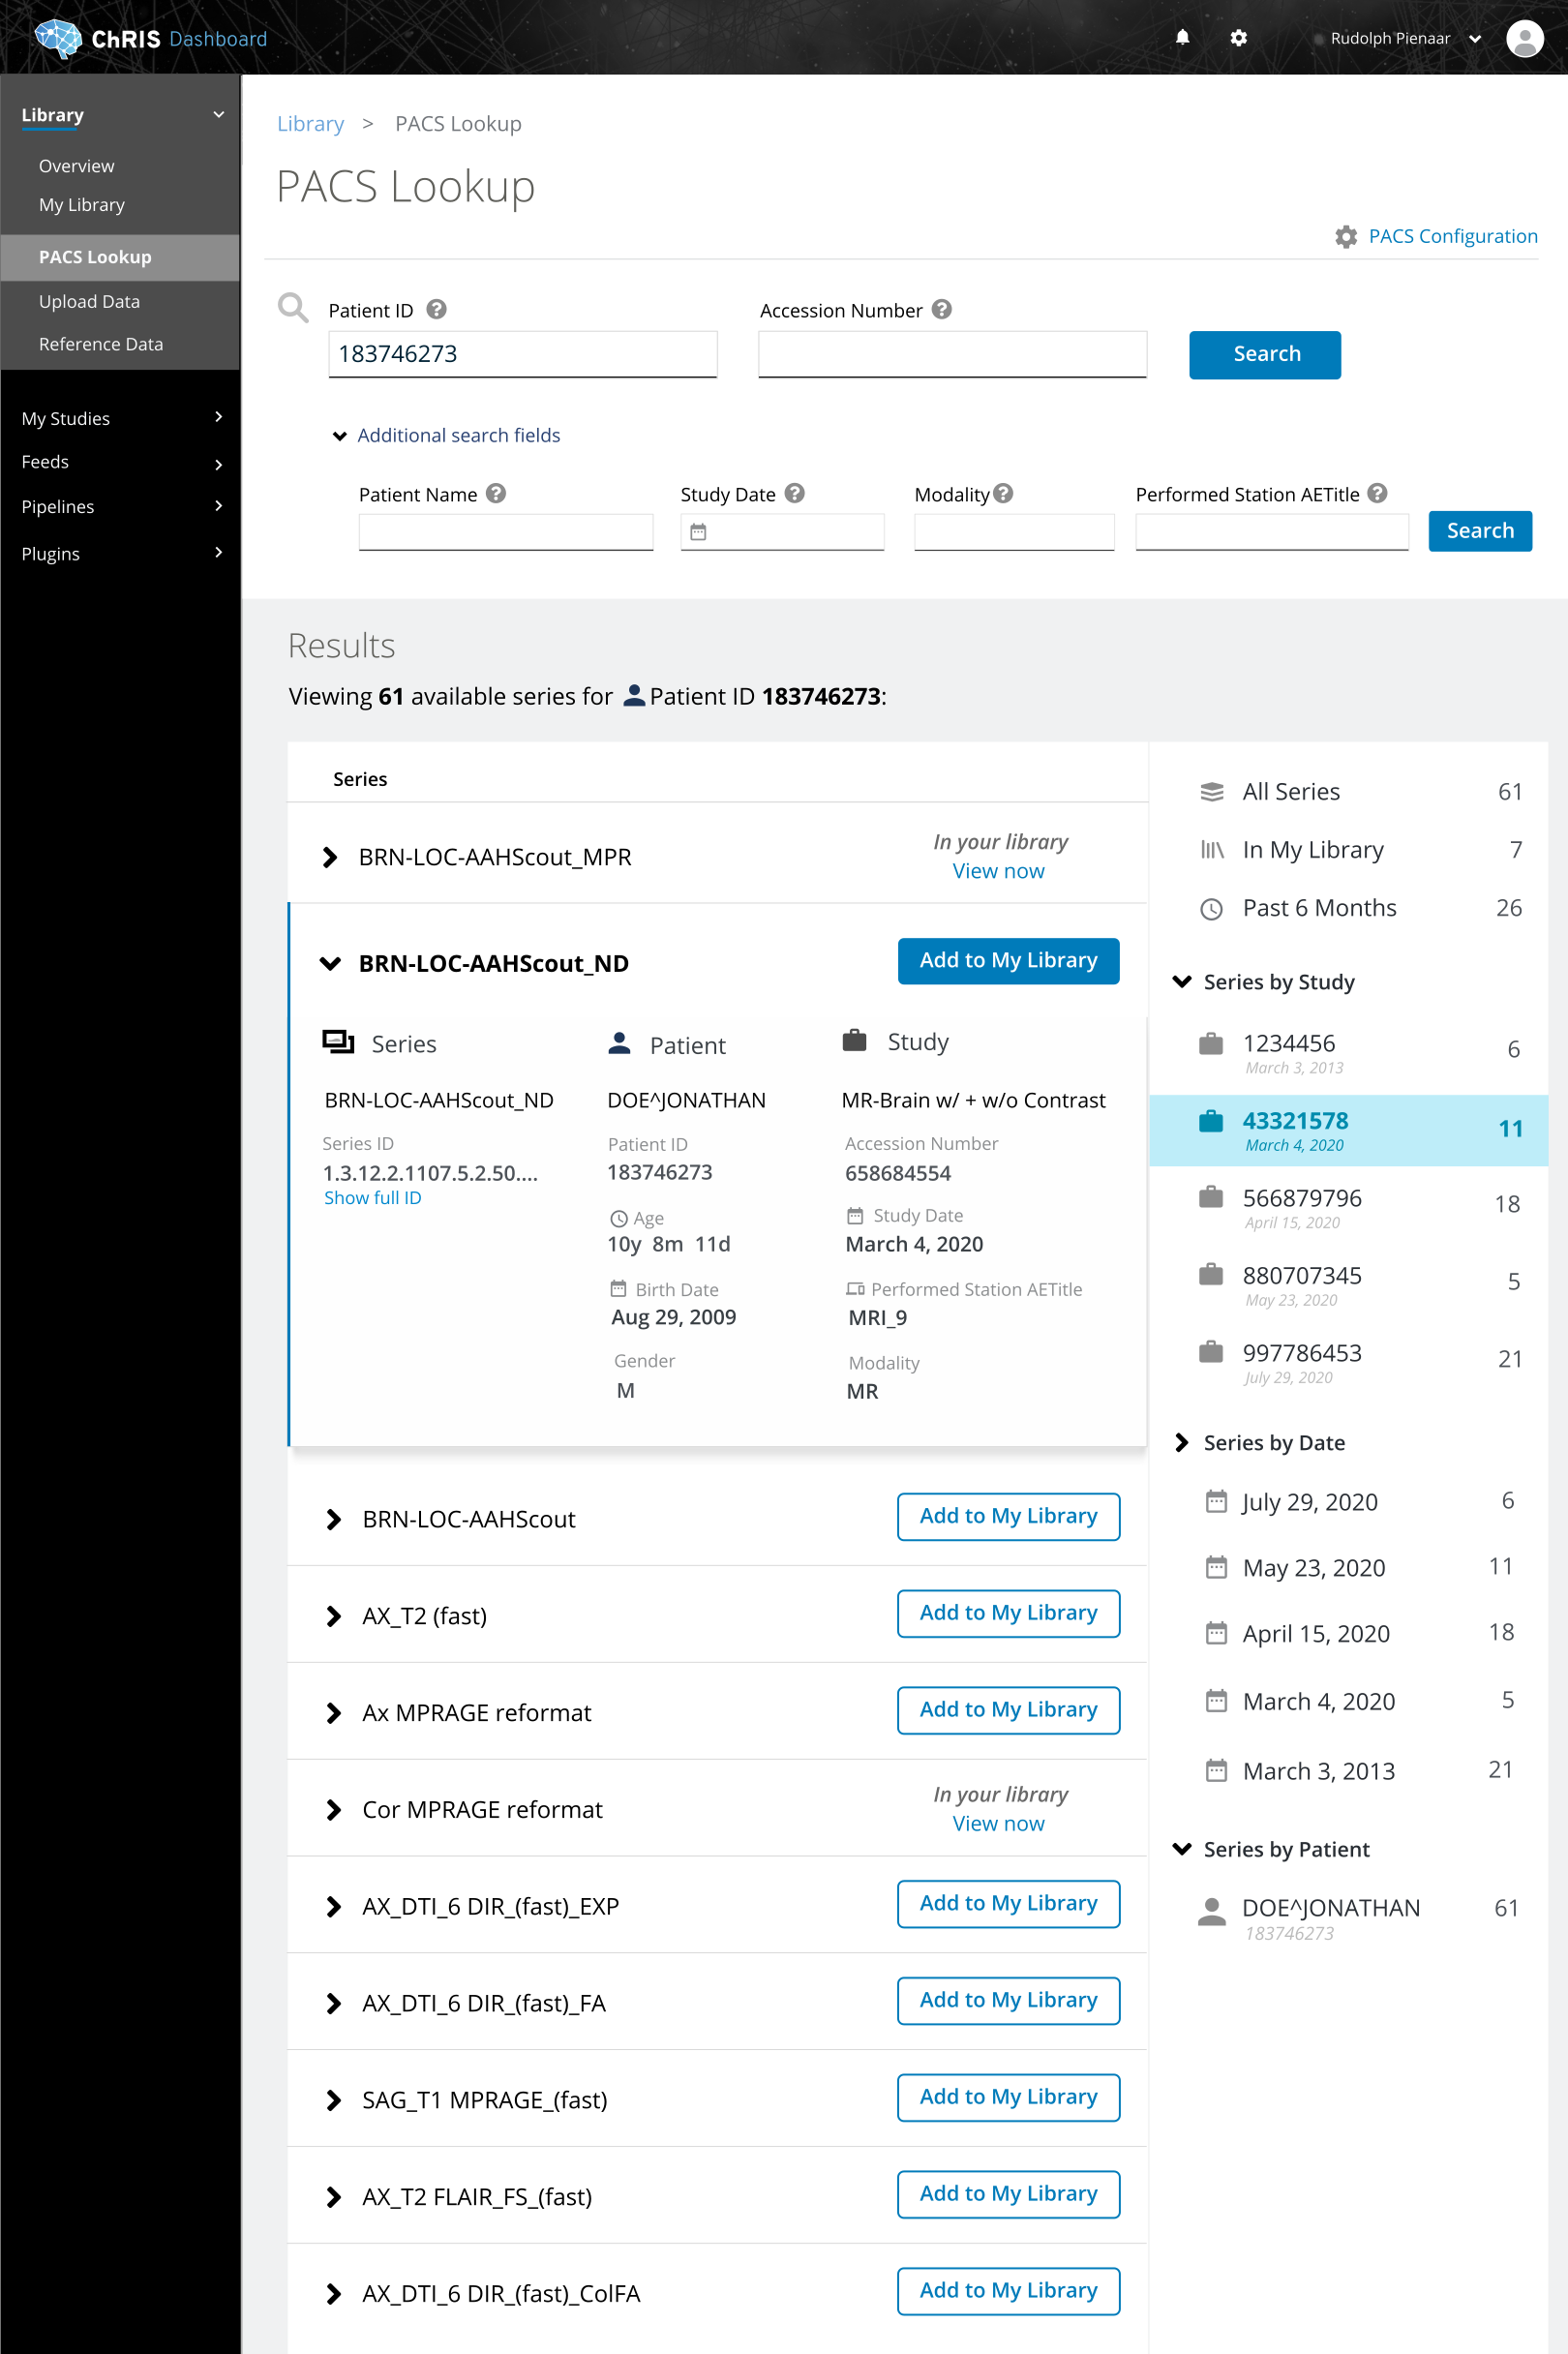 ChRIS Dashboard
Rudolph Pienaar
Library
Overview
My Library
PACS Lookup
Upload Data
Reference Data
My Studies
Feeds
Pipelines
Plugins
Library > PACS Lookup
PACS Lookup
PACS Configuration
Patient ID ? Accession Number ?
183746273
Search
Additional search fields
Patient Name ? Study Date ? Modality ? Performed Station AETitle ?
Search
Results
Viewing 61 available series for Patient ID 183746273:
Series
BRN-LOC-AAHScout_MPR
In your library
View now
BRN-LOC-AAHScout_ND
Add to My Library
Series
BRN-LOC-AAHScout_ND
Series ID
1.3.12.2.1107.5.2.50....
Show full ID
Patient
DOE^JONATHAN
Patient ID
183746273
Age
10y 8m 11d
Birth Date
Aug 29, 2009
Gender
M
Study
MR-Brain w/ + w/o Contrast
Accession Number
658684554
Study Date
March 4, 2020
Performed Station AETitle
MRI_9
Modality
MR
BRN-LOC-AAHScout
Add to My Library
AX_T2 (fast)
Add to My Library
Ax MPRAGE reformat
Add to My Library
Cor MPRAGE reformat
In your library
View now
AX_DTI_6 DIR_(fast)_EXP
Add to My Library
AX_DTI_6 DIR_(fast)_FA
Add to My Library
SAG_T1 MPRAGE_(fast)
Add to My Library
AX_T2 FLAIR_FS_(fast)
Add to My Library
AX_DTI_6 DIR_(fast)_ColFA
Add to My Library
All Series 61
In My Library 7
Past 6 Months 26
Series by Study
1234456 6
March 3, 2013
43321578 11
March 4, 2020
566879796 18
April 15, 2020
880707345 5
May 23, 2020
997786453 21
July 29, 2020
Series by Date
July 29, 2020 6
May 23, 2020 11
April 15, 2020 18
March 4, 2020 5
March 3, 2013 21
Series by Patient
DOE^JONATHAN 61
183746273